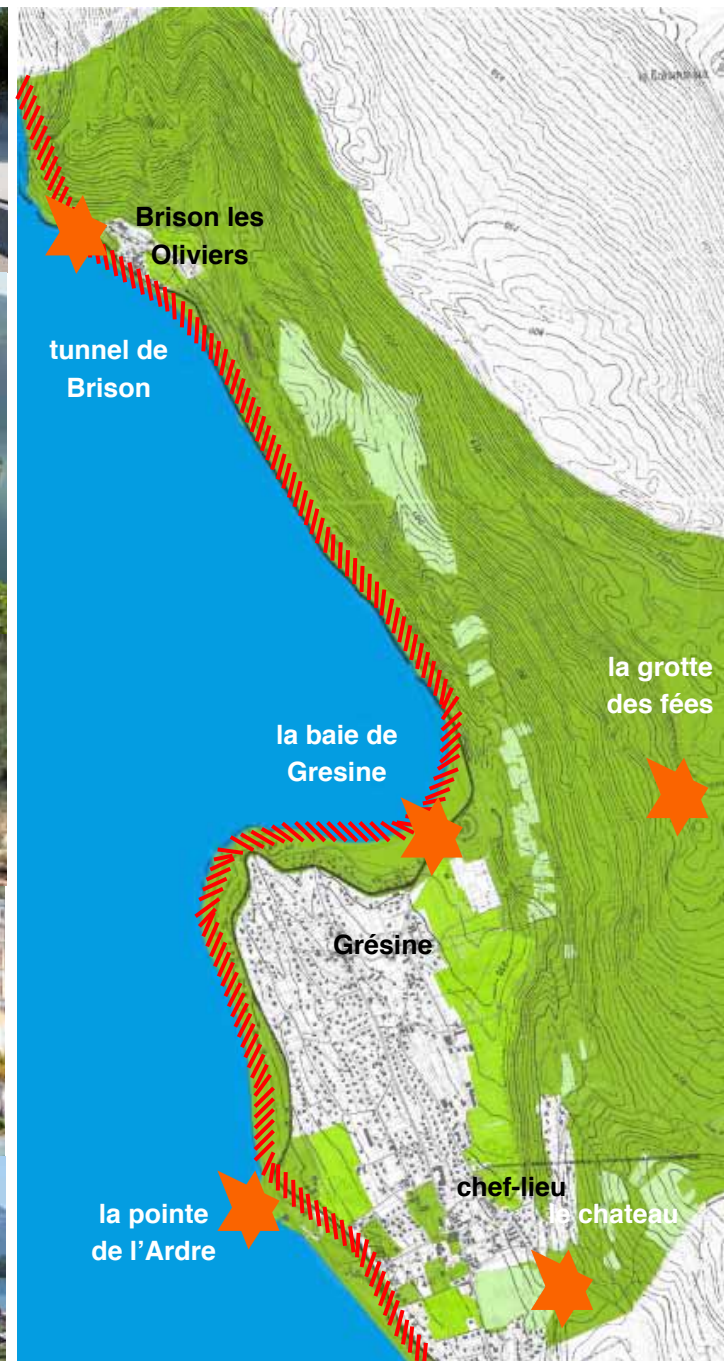 Brison les
Oliviers
tunnel de
Brison
la grotte
des fées
la baie de
Gresine
Grésine
chef-lieu
le chateau
la pointe
de l'Ardre